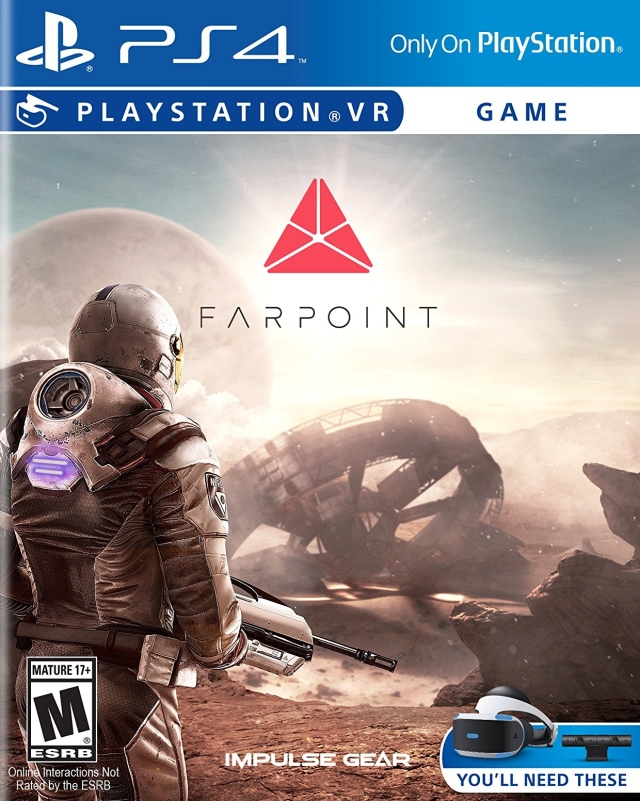 PS4™
Only On PlayStation®
PLAYSTATION®VR
GAME
FARPOINT
MATURE 17+
M
ESRB
Online Interactions Not
Rated by the ESRB
IMPULSE GEAR
YOU'LL NEED THESE